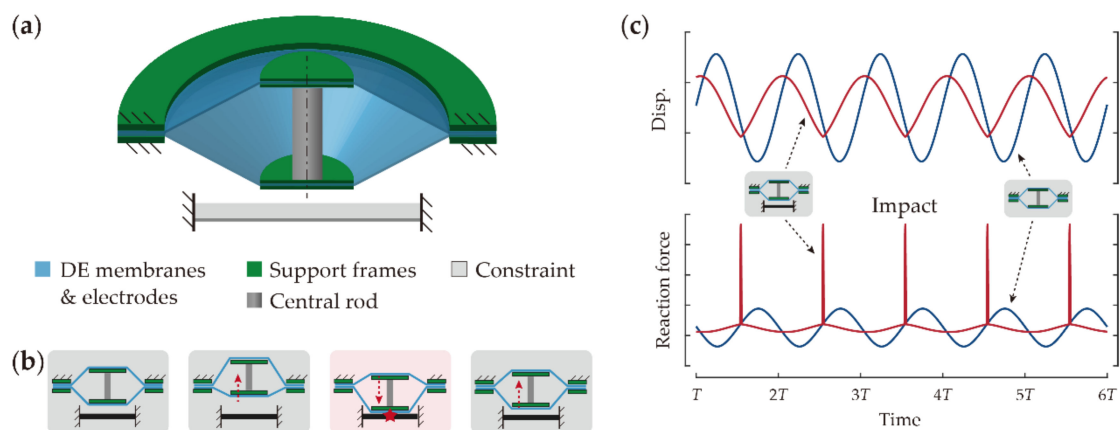 (a)
DE membranes
& electrodes
Support frames
Central rod
Constraint
(b)
(c)
Disp.
Impact
Reaction force
T 2T 3T 4T 5T 6T
Time